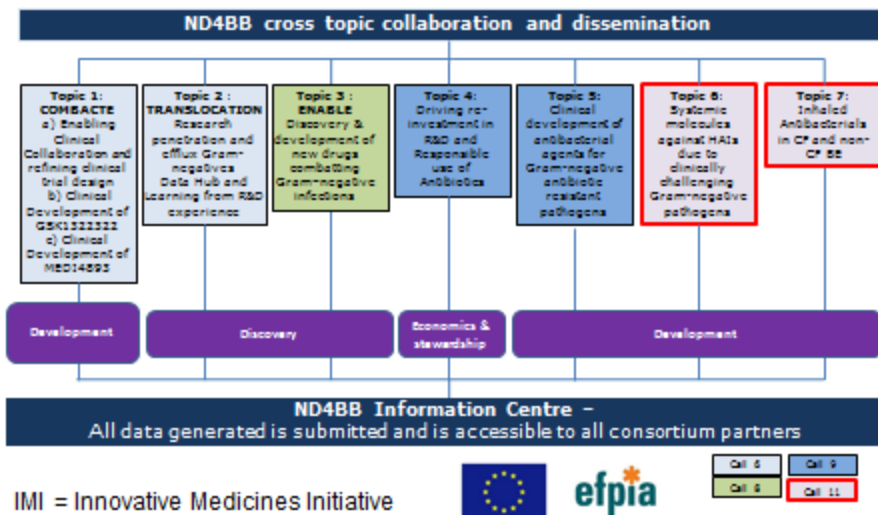 ND4BB cross topic collaboration and dissemination
Topic 1:
COMBACTE
a) Enabling
Clinical
Collaboration and
refining clinical
trial design
b) Clinical
Development of
GSK1322322
c) Clinical
Development of
MEDI4893
Topic 2 :
TRANSLOCATION
Research
penetration and
efflux Gram-
negatives
Data Hub and
Learning from R&D
experience
Topic 3 :
ENABLE
Discovery &
development of
new drugs
combatting
Gram-negative
infections
Topic 4:
Driving re-
investment in
R&D and
Responsible
use of
Antibiotics
Topic 5:
Clinical
development of
antibacterial
agents for
Gram-negative
antibiotic
resistant
pathogens
Topic 6:
Systemic
molecules
against HAIs
due to
clinically
challenging
Gram-negative
pathogens
Topic 7:
Inhaled
Antibacterials
in CF and non-
CF BE
Development
Discovery
Economics &
stewardship
Development
ND4BB Information Centre –
All data generated is submitted and is accessible to all consortium partners
IMI = Innovative Medicines Initiative
efpia
Call 9
Call 11